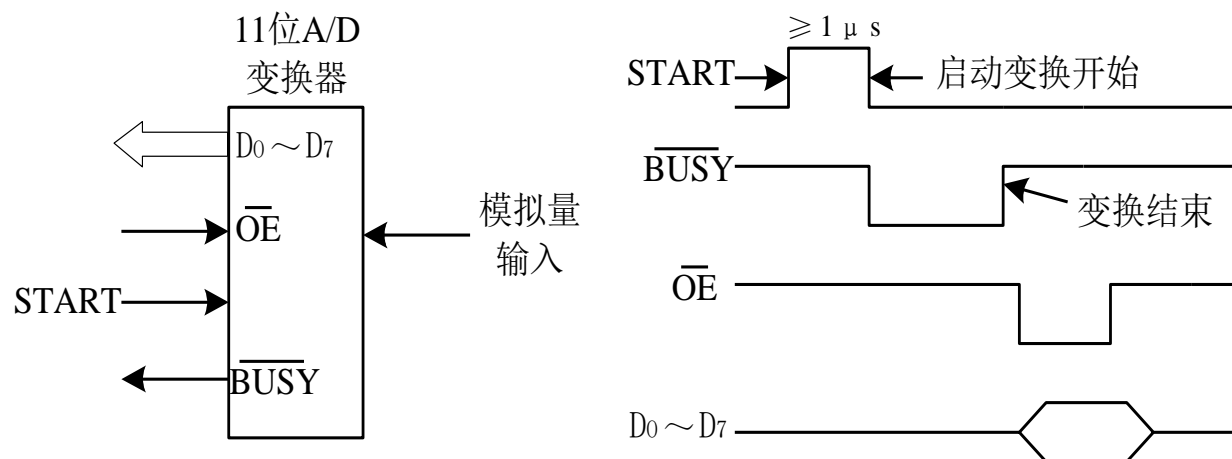 11位A/D
变换器
D0～D7
OE
START
BUSY
模拟量
输入
≥1μs
START
启动变换开始
BUSY
变换结束
OE
D0～D7